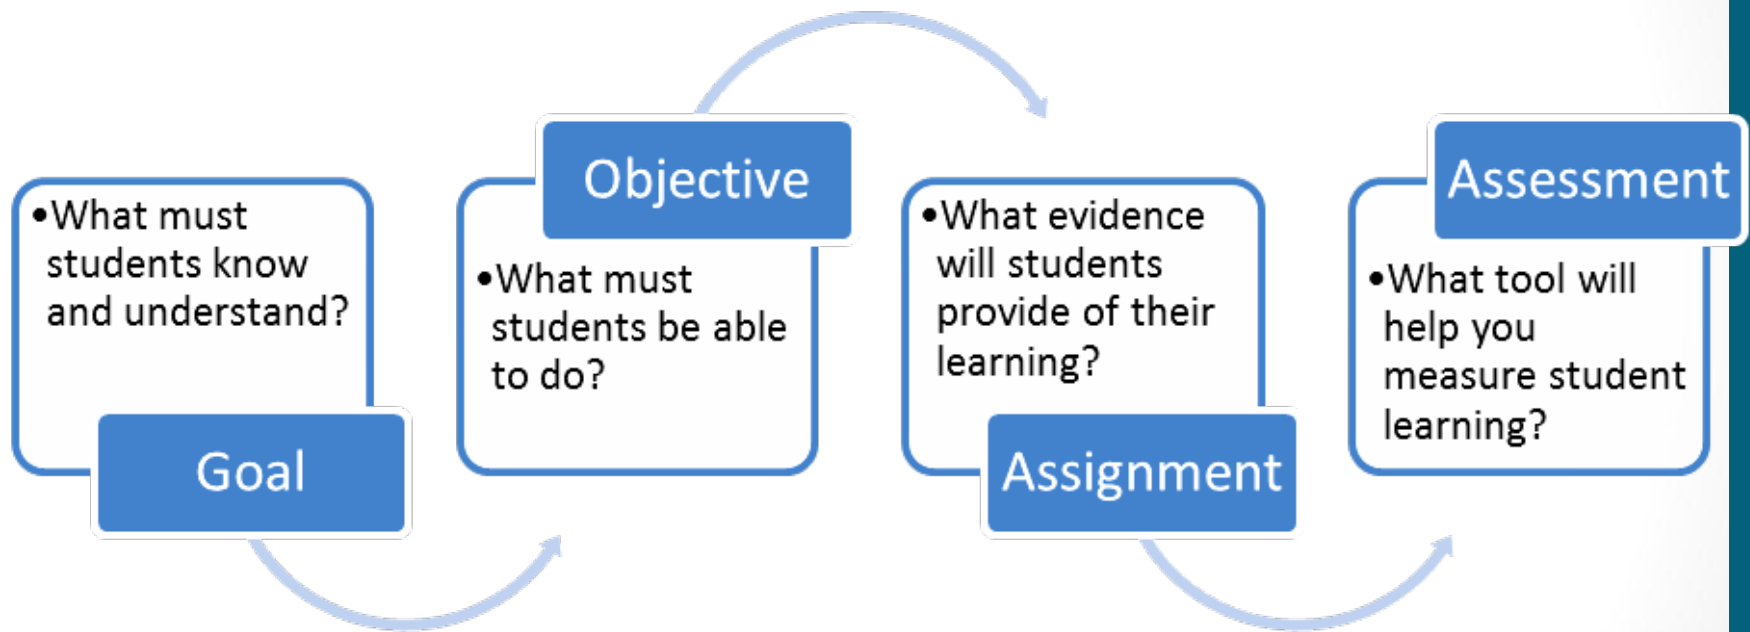 •What must
students know
and understand?
Goal
Objective
•What must
students be able
to do?
•What evidence
will students
provide of their
learning?
Assignment
Assessment
•What tool will
help you
measure student
learning?